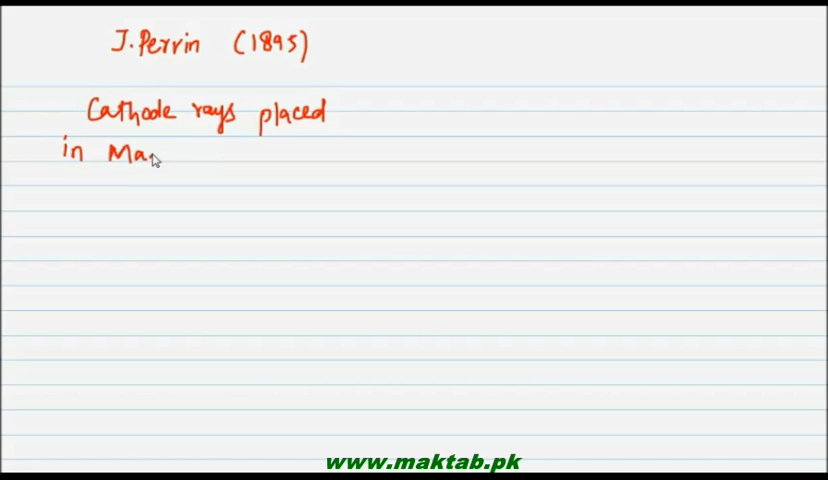 J. Perrin (1895)
Cathode rays placed
in Ma
www.maktab.pk